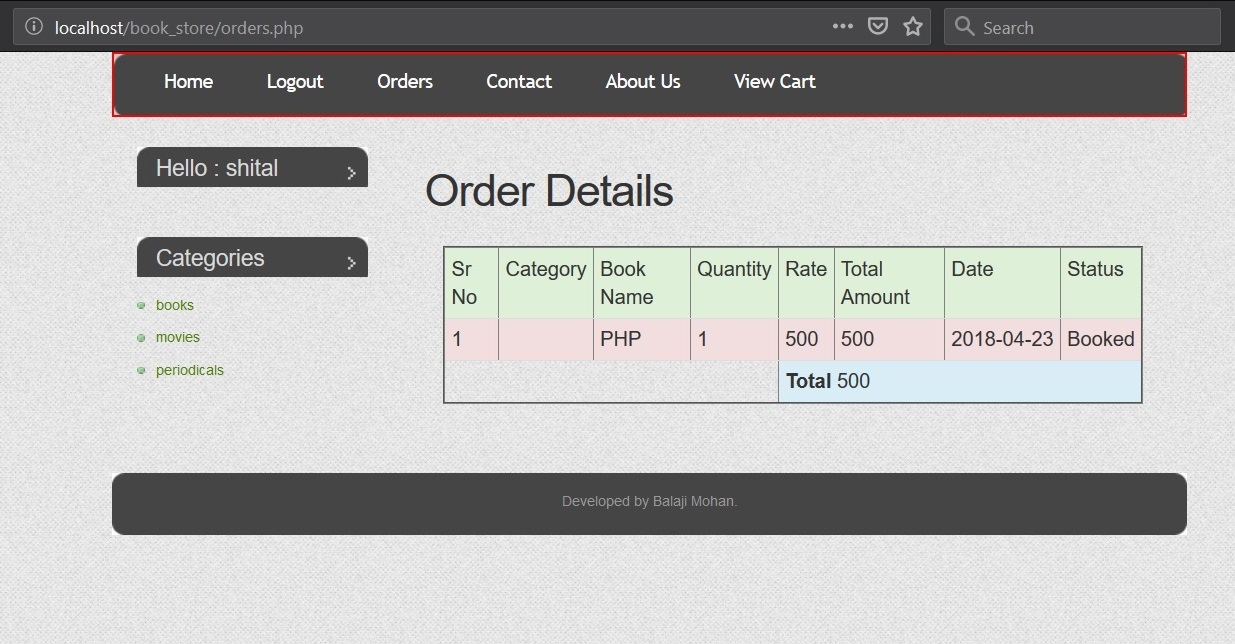 localhost/book_store/orders.php
Search
Home Logout Orders Contact About Us View Cart
Hello : shital
Categories
books
movies
periodicals
Order Details
Sr No Category Book Name Quantity Rate Total Amount Date Status
1 PHP 1 500 500 2018-04-23 Booked
Total 500
Developed by Balaji Mohan.